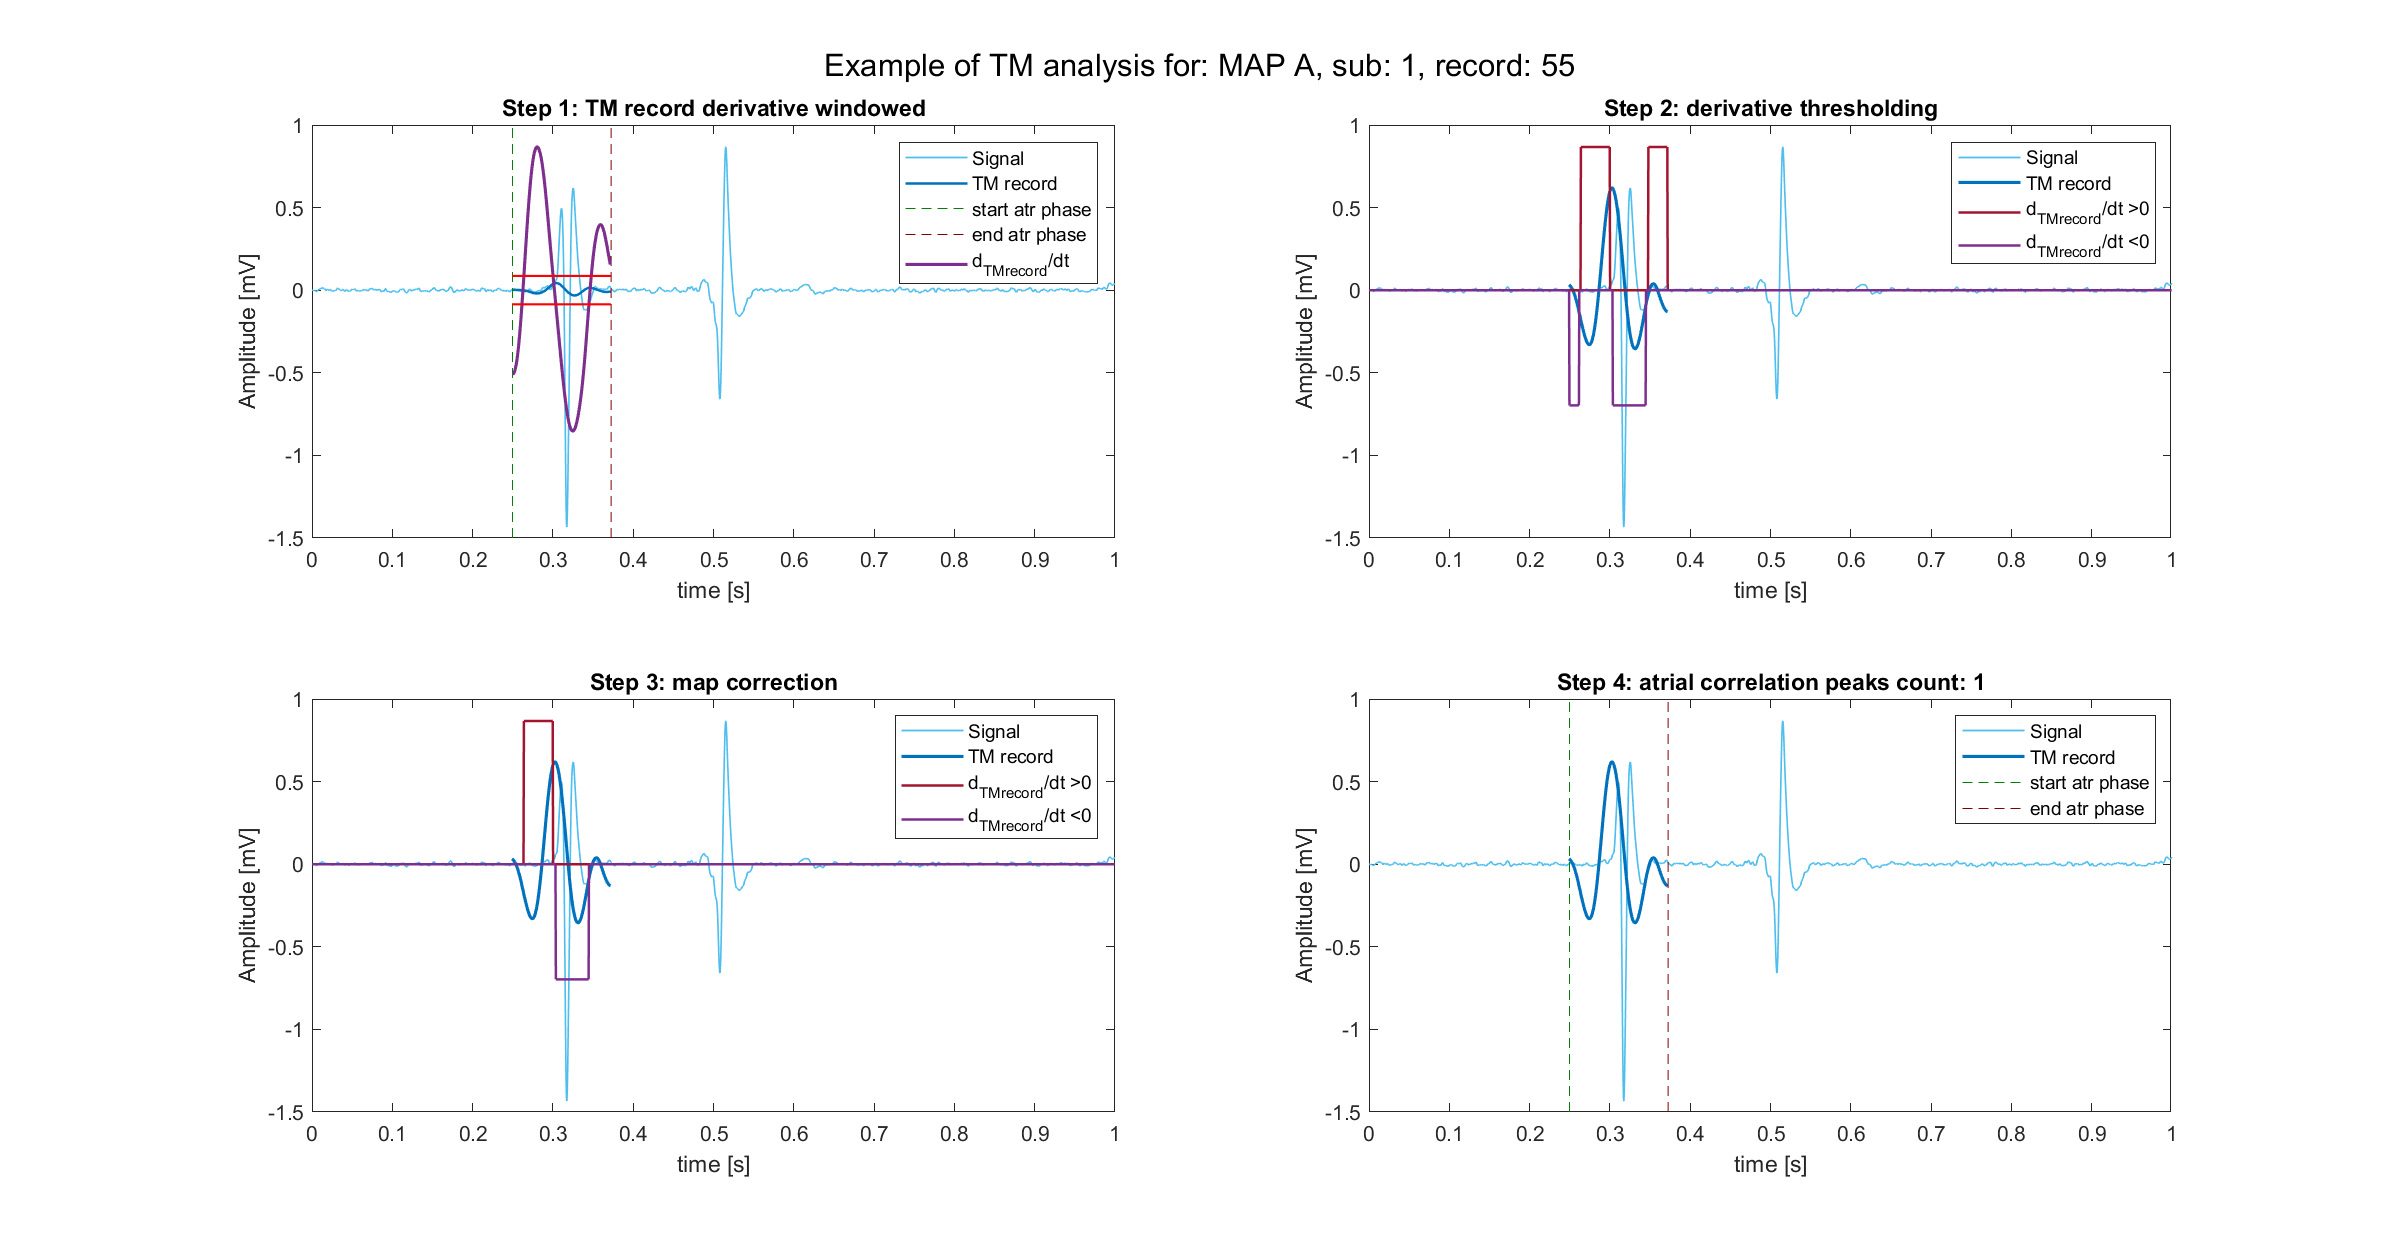 Example of TM analysis for: MAP A, sub: 1, record: 55
Step 1: TM record derivative windowed
1
0.5
0
-0.5
-1
-1.5
Amplitude [mV]
0 0.1 0.2 0.3 0.4 0.5 0.6 0.7 0.8 0.9 1
time [s]
Signal
TM record
start atr phase
end atr phase
dTMrecord/dt
Step 2: derivative thresholding
1
0.5
0
-0.5
-1
-1.5
Amplitude [mV]
0 0.1 0.2 0.3 0.4 0.5 0.6 0.7 0.8 0.9 1
time [s]
Signal
TM record
dTMrecord/dt >0
dTMrecord/dt <0
Step 3: map correction
1
0.5
0
-0.5
-1
-1.5
Amplitude [mV]
0 0.1 0.2 0.3 0.4 0.5 0.6 0.7 0.8 0.9 1
time [s]
Signal
TM record
dTMrecord/dt >0
dTMrecord/dt <0
Step 4: atrial correlation peaks count: 1
1
0.5
0
-0.5
-1
-1.5
Amplitude [mV]
0 0.1 0.2 0.3 0.4 0.5 0.6 0.7 0.8 0.9 1
time [s]
Signal
TM record
start atr phase
end atr phase